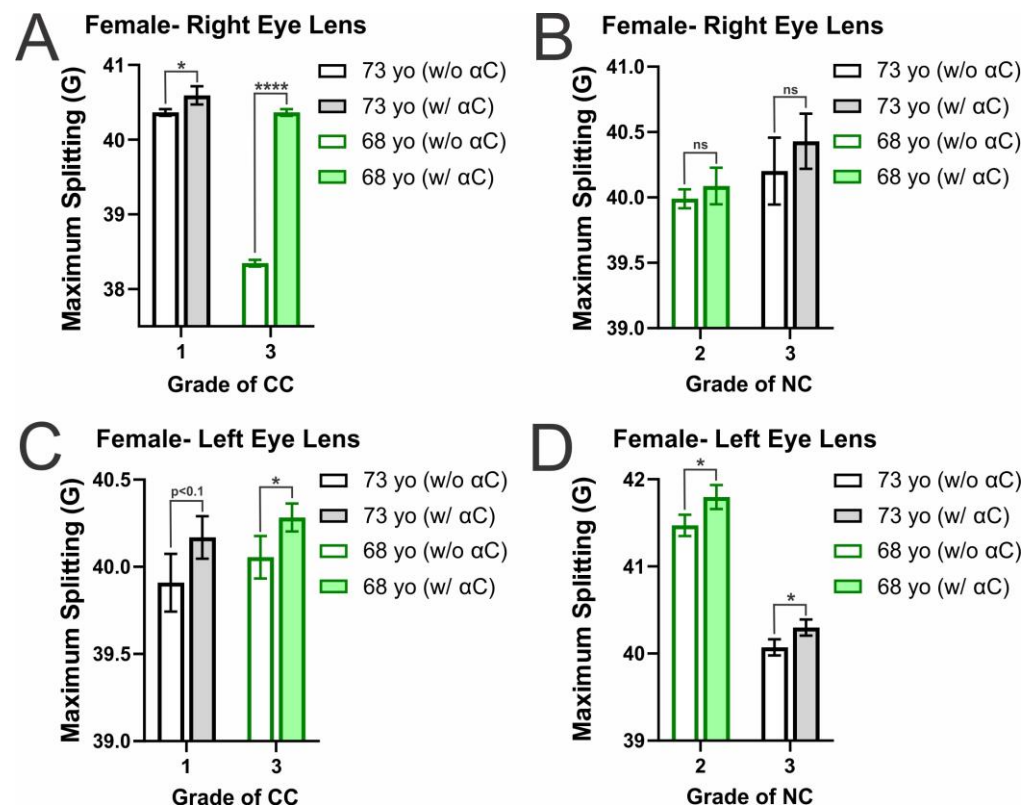 A
Female- Right Eye Lens
Maximum Splitting (G)
41
40
39
38
*
****
1
3
Grade of CC
73 yo (w/o αC)
73 yo (w/ αC)
68 yo (w/o αC)
68 yo (w/ αC)
B
Female- Right Eye Lens
Maximum Splitting (G)
41.0
40.5
40.0
39.5
39.0
ns
ns
2
3
Grade of NC
73 yo (w/o αC)
73 yo (w/ αC)
68 yo (w/o αC)
68 yo (w/ αC)
C
Female- Left Eye Lens
Maximum Splitting (G)
40.5
40.0
39.5
39.0
p<0.1
*
1
3
Grade of CC
73 yo (w/o αC)
73 yo (w/ αC)
68 yo (w/o αC)
68 yo (w/ αC)
D
Female- Left Eye Lens
Maximum Splitting (G)
42
41
40
39
*
*
2
3
Grade of NC
73 yo (w/o αC)
73 yo (w/ αC)
68 yo (w/o αC)
68 yo (w/ αC)